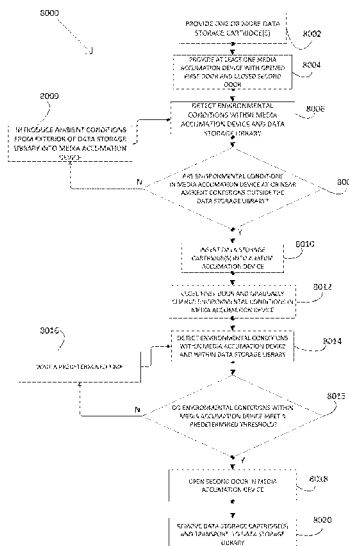 8000
PROVIDE ONE OR MORE DATA
STORAGE CARTRIDGE(S)
8002
PROVIDE AT LEAST ONE MEDIA
ACCLIMATION DEVICE WITH OPENED
FIRST DOOR AND CLOSED SECOND
DOOR
8004
DETECT ENVIRONMENTAL
CONDITIONS WITHIN MEDIA
ACCLIMATION DEVICE AND DATA
STORAGE LIBRARY
8006
8009
INTRODUCE AMBIENT CONDITIONS
FROM EXTERIOR OF DATA STORAGE
LIBRARY INTO MEDIA ACCLIMATION
DEVICE
N
ARE ENVIRONMENTAL CONDITIONS
IN MEDIA ACCLIMATION DEVICE AT OR NEAR
AMBIENT CONDITIONS OUTSIDE THE
DATA STORAGE LIBRARY?
Y
8010
INSERT DATA STORAGE
CARTRIDGE(S) INTO MEDIA
ACCLIMATION DEVICE
8012
CLOSE FIRST DOOR AND GRADUALLY
CHANGE ENVIRONMENTAL CONDITIONS IN
MEDIA ACCLIMATION DEVICE
8014
DETECT ENVIRONMENTAL CONDITIONS
WITHIN MEDIA ACCLIMATION DEVICE
AND WITHIN DATA STORAGE LIBRARY
WAIT A PREDETERMINED TIME
N
DO ENVIRONMENTAL CONDITIONS WITHIN
MEDIA ACCLIMATION DEVICE MEET A
PREDETERMINED THRESHOLD?
Y
OPEN SECOND DOOR IN MEDIA
ACCLIMATION DEVICE
8018
REMOVE DATA STORAGE CARTRIDGE(S)
AND TRANSPORT TO DATA STORAGE
LIBRARY
8020